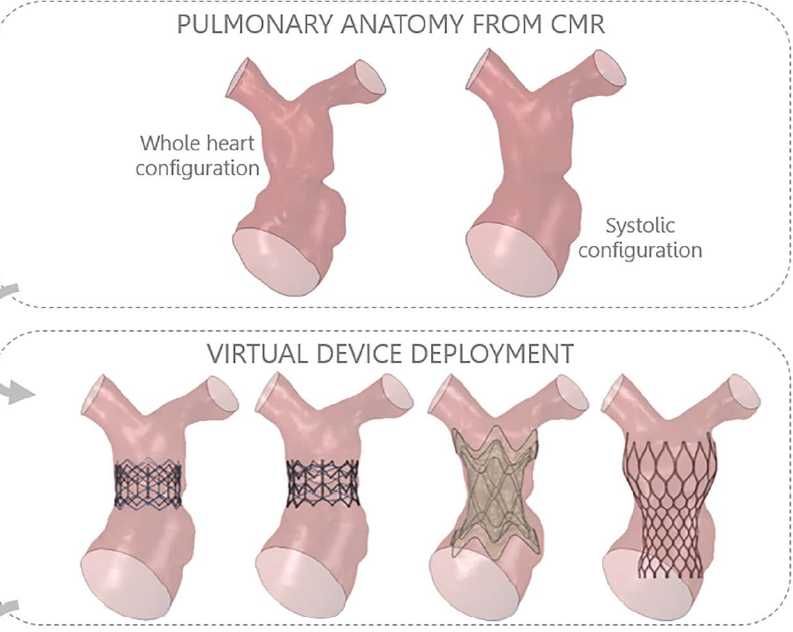 PULMONARY ANATOMY FROM CMR
Whole heart
configuration
Systolic
configuration
VIRTUAL DEVICE DEPLOYMENT